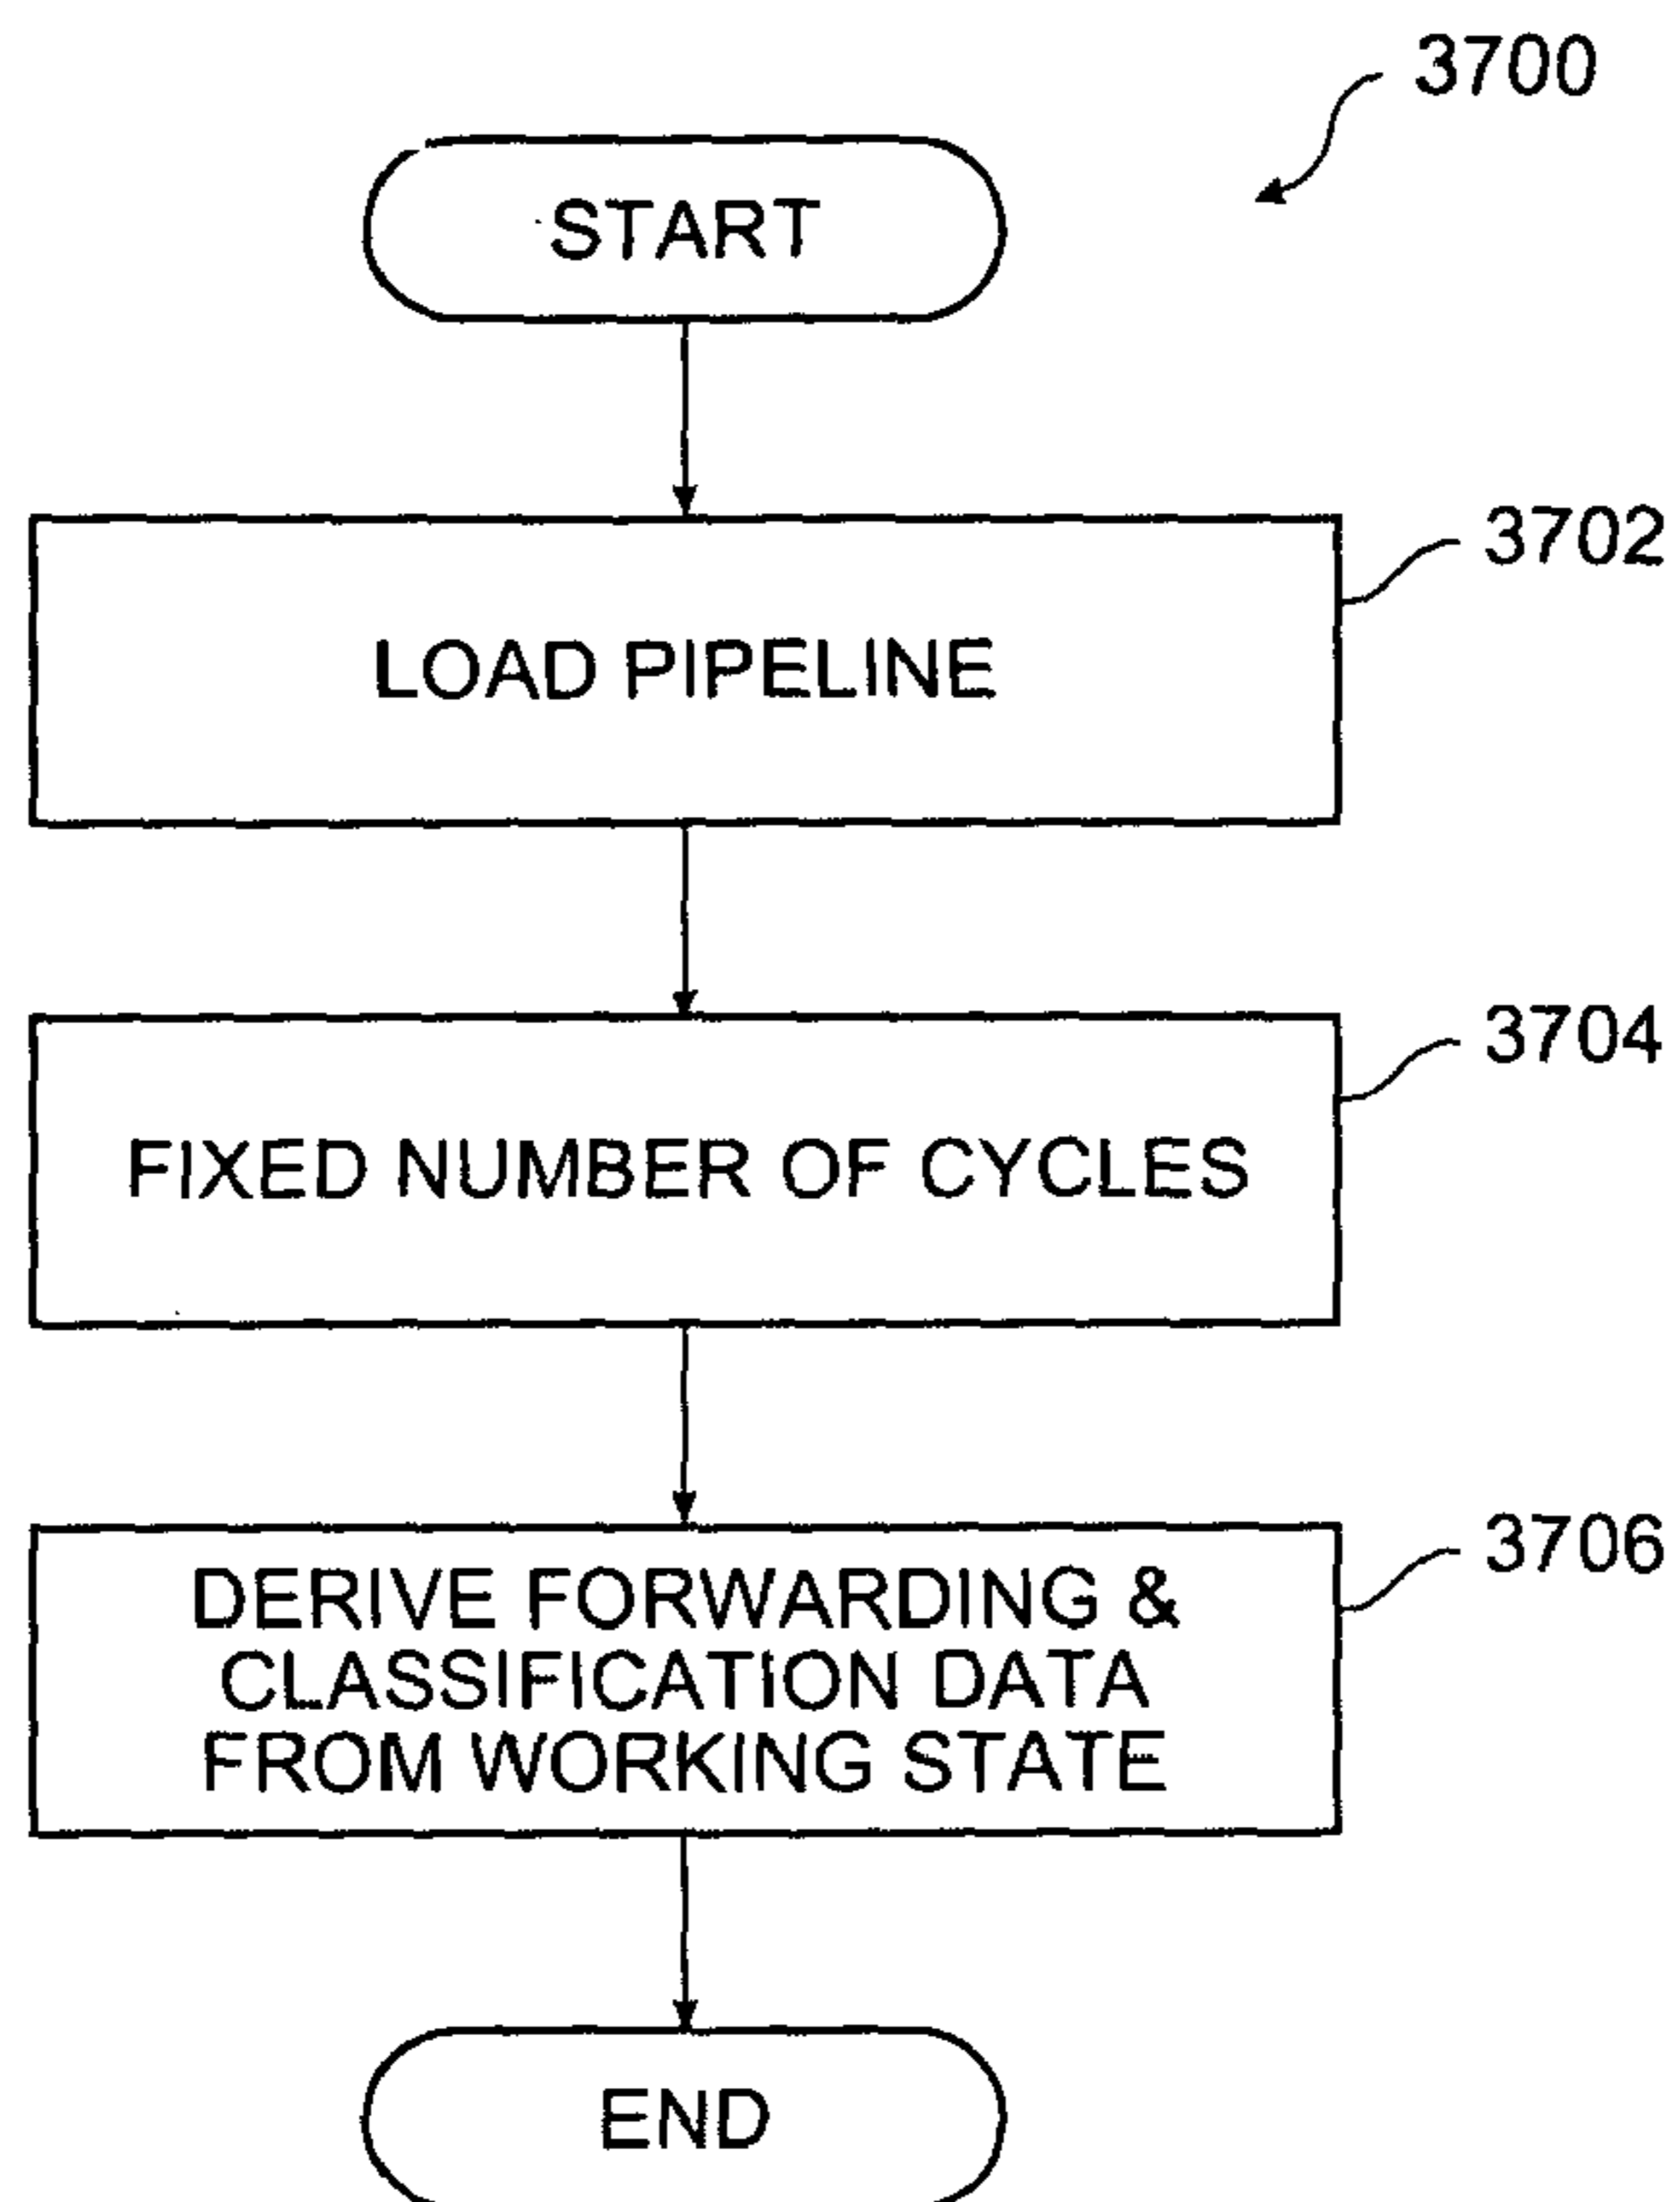 3700
START
3702
LOAD PIPELINE
3704
FIXED NUMBER OF CYCLES
3706
DERIVE FORWARDING &
CLASSIFICATION DATA
FROM WORKING STATE
END